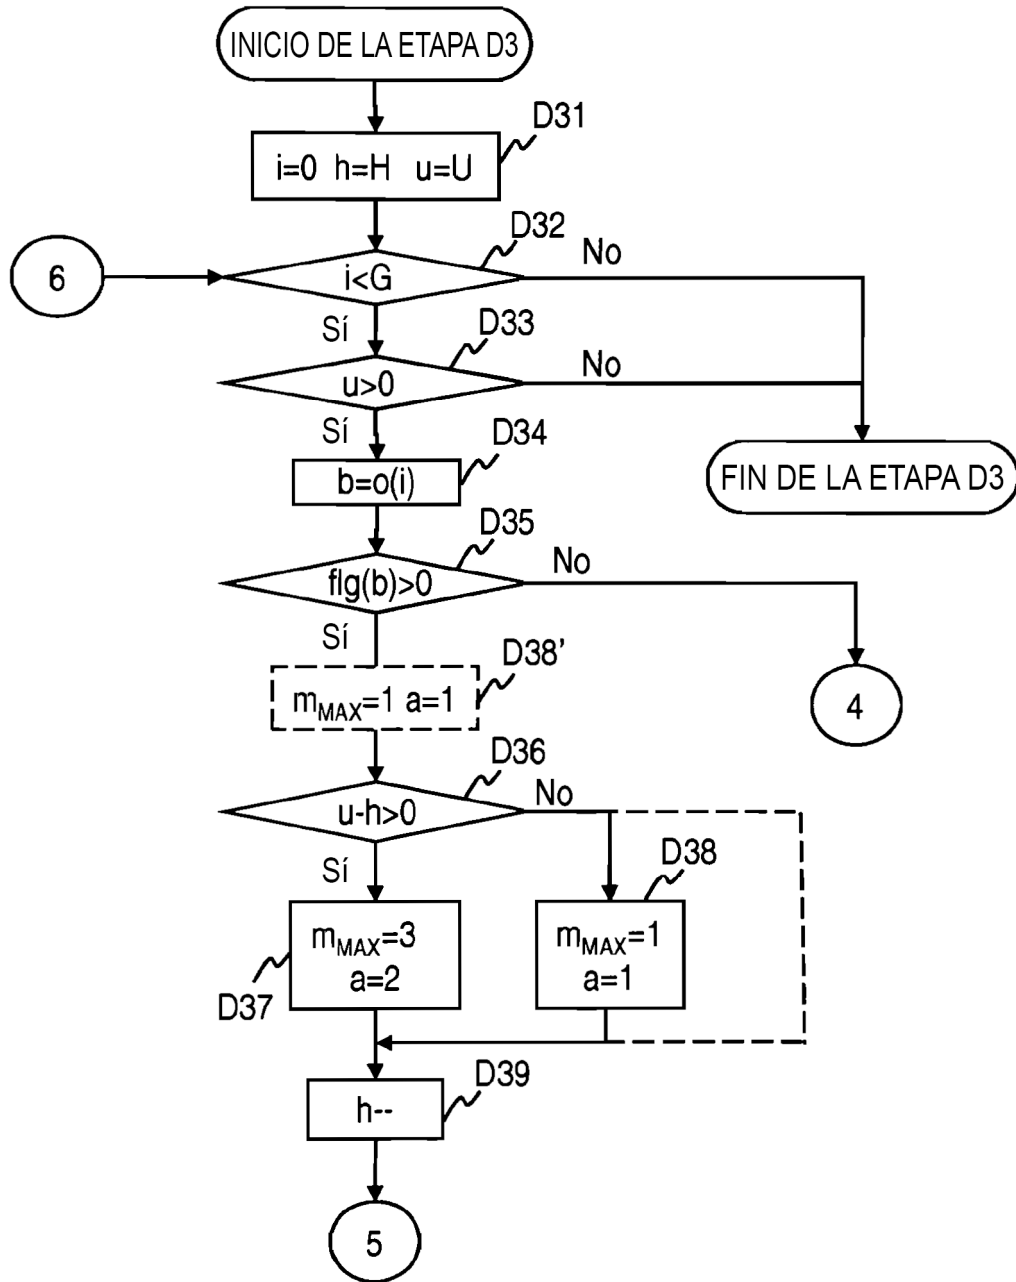 INICIO DE LA ETAPA D3
D31
i=0 h=H u=U
D32
6
i<G
No
Sí
D33
u>0
No
Sí
D34
b=o(i)
FIN DE LA ETAPA D3
D35
flg(b)>0
No
Sí
D38'
mMAX=1 a=1
4
D36
u-h>0
No
Sí
D38
mMAX=3
a=2
mMAX=1
a=1
D37
D39
h--
5